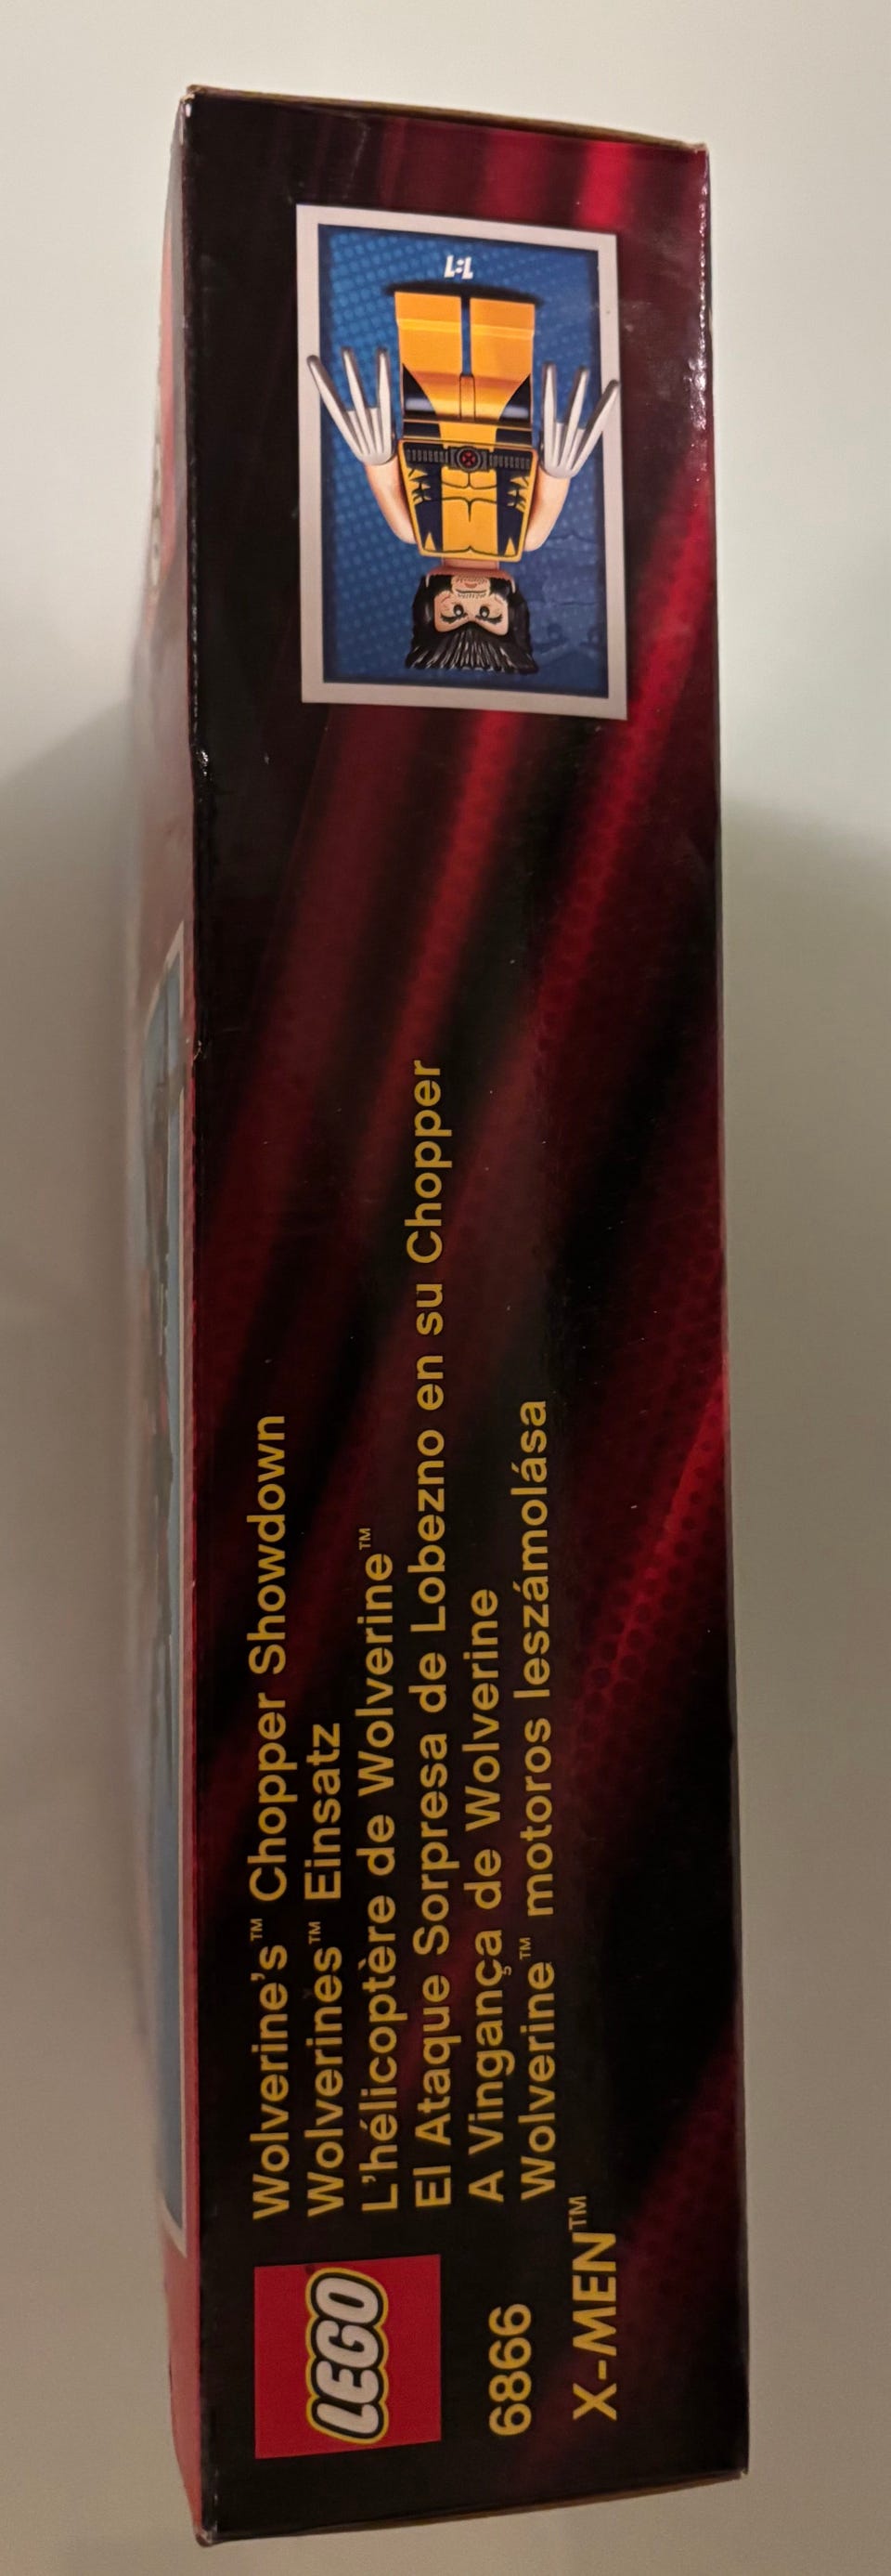 LEGO
6866
X-MEN™
Wolverine's™ Chopper Showdown
Wolverines™ Einsatz
L'hélicoptère de Wolverine™
El Ataque Sorpresa de Lobezno en su Chopper
A Vingança de Wolverine
Wolverine™ motoros leszámolása
1:1